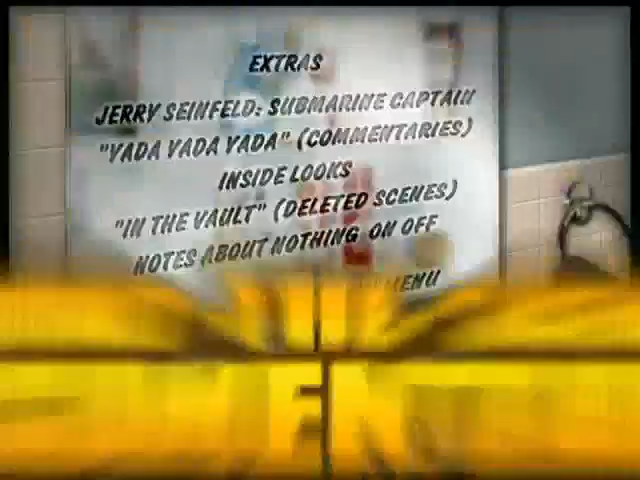 EXTRAS
JERRY SEINFELD: SUBMARINE CAPTAIN
"YADA YADA YADA" (COMMENTARIES)
INSIDE LOOKS
"IN THE VAULT" (DELETED SCENES)
NOTES ABOUT NOTHING ON OFF
MENU